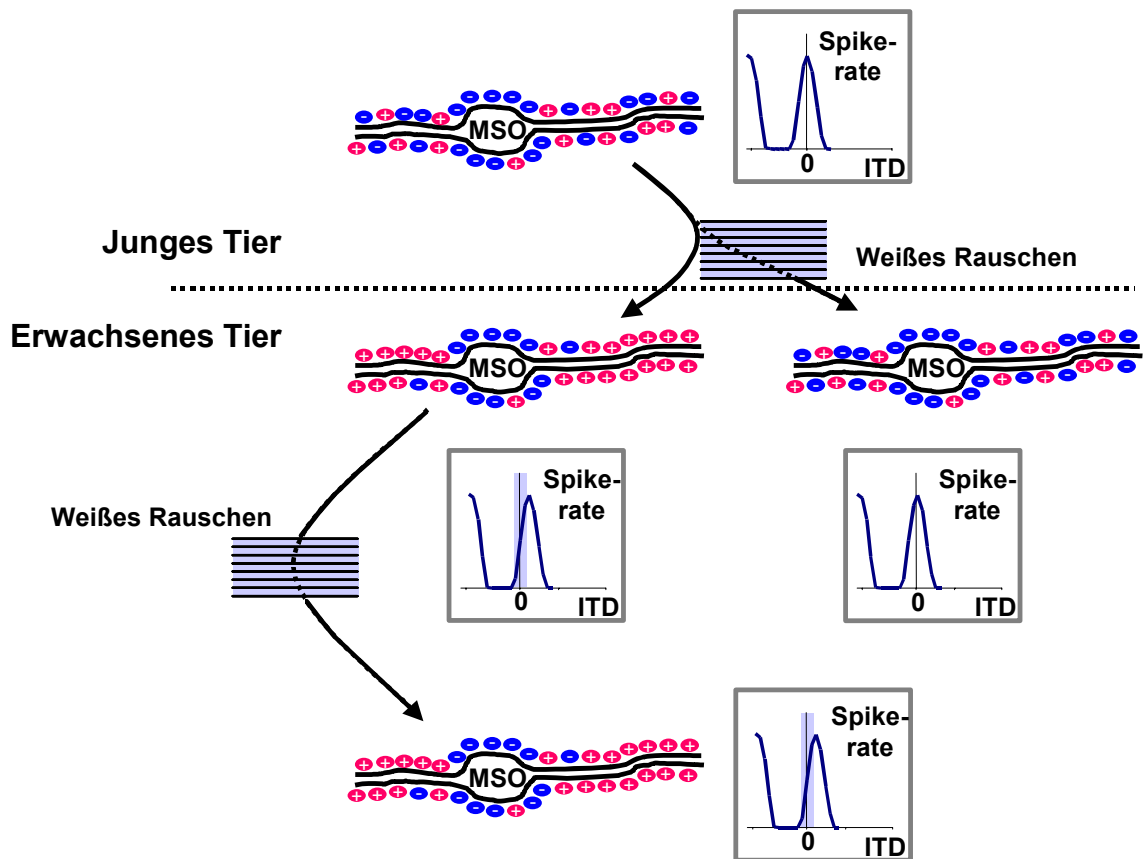 Spike-
rate
MSO
0
ITD
Junges Tier
Weißes Rauschen
Erwachsenes Tier
MSO
MSO
Spike-
rate
0
ITD
Spike-
rate
0
ITD
Weißes Rauschen
MSO
Spike-
rate
0
ITD